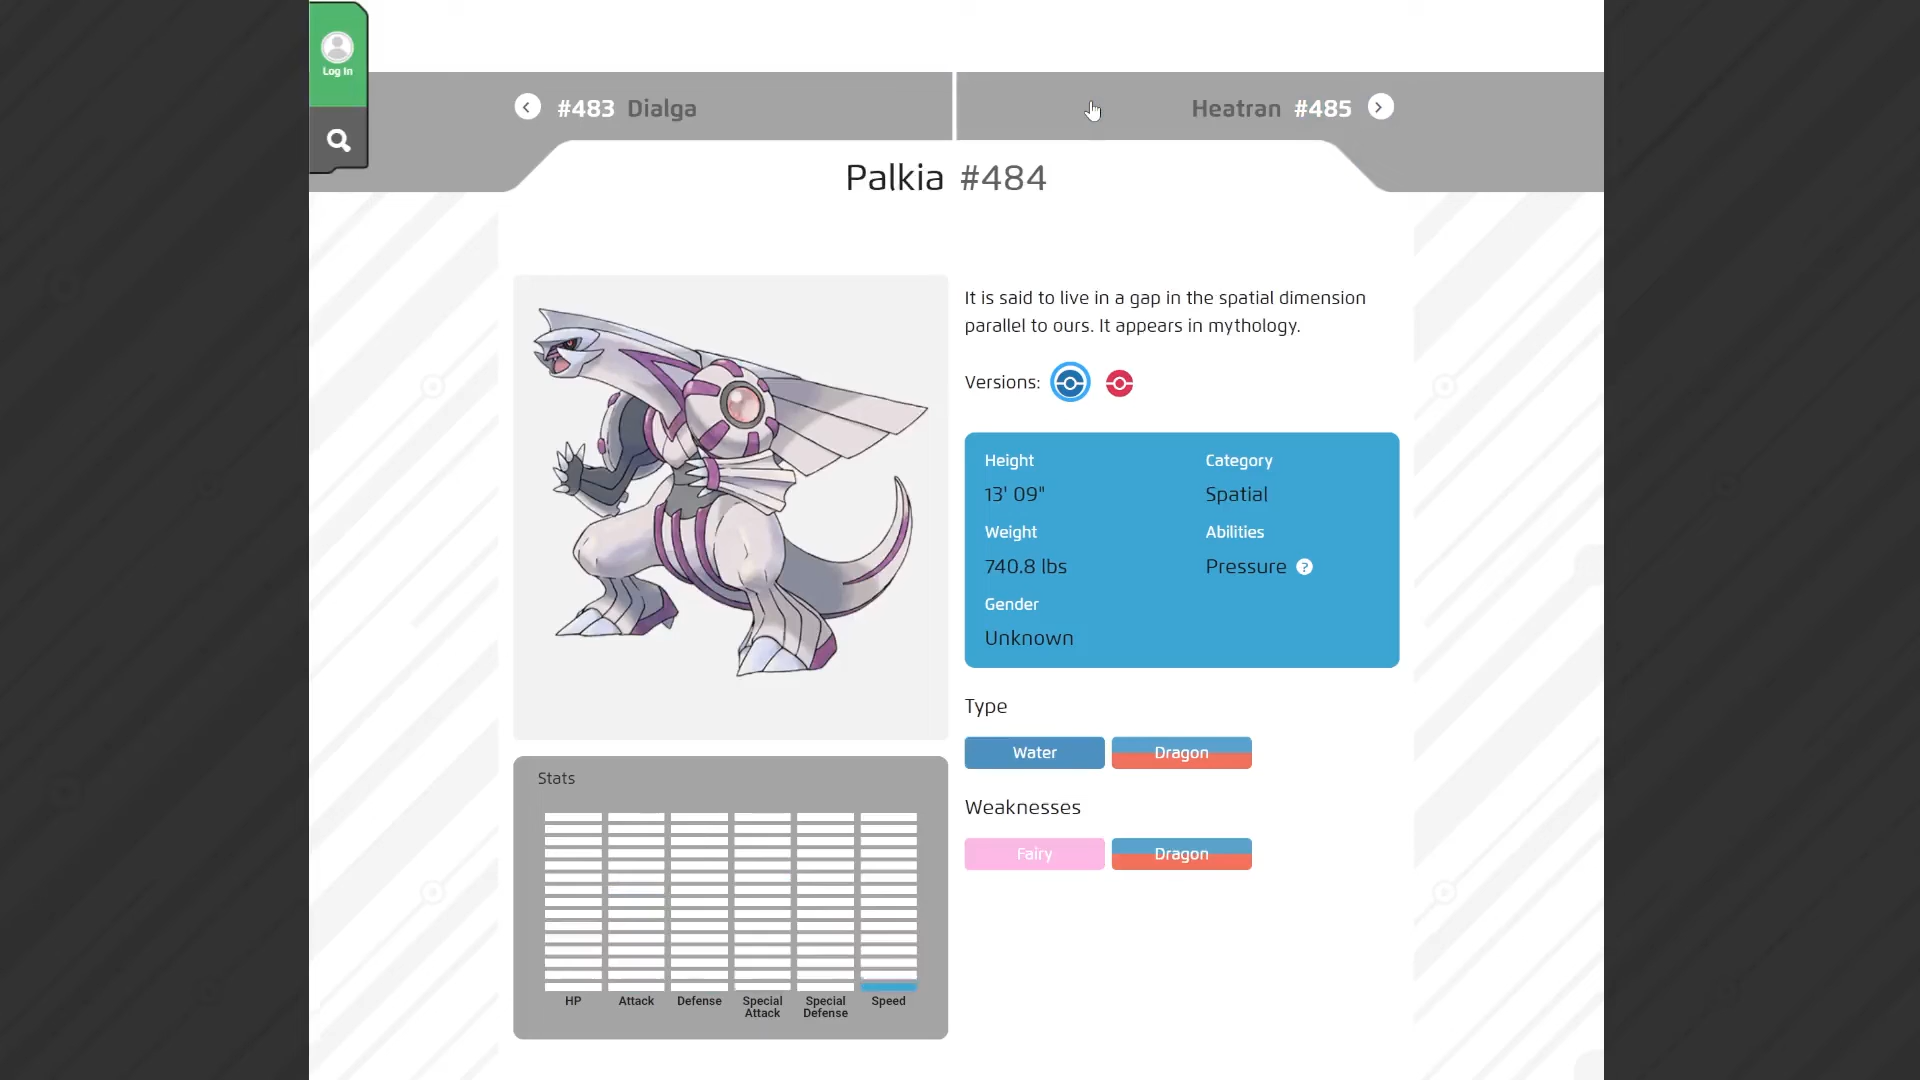 Log In
#483 Dialga
Heatran #485
Palkia #484
It is said to live in a gap in the spatial dimension
parallel to ours. It appears in mythology.
Versions:
Height
13' 09"
Category
Spatial
Weight
740.8 lbs
Abilities
Pressure ?
Gender
Unknown
Type
Water Dragon
Weaknesses
Fairy Dragon
Stats
HP Attack Defense Special Attack Special Defense Speed